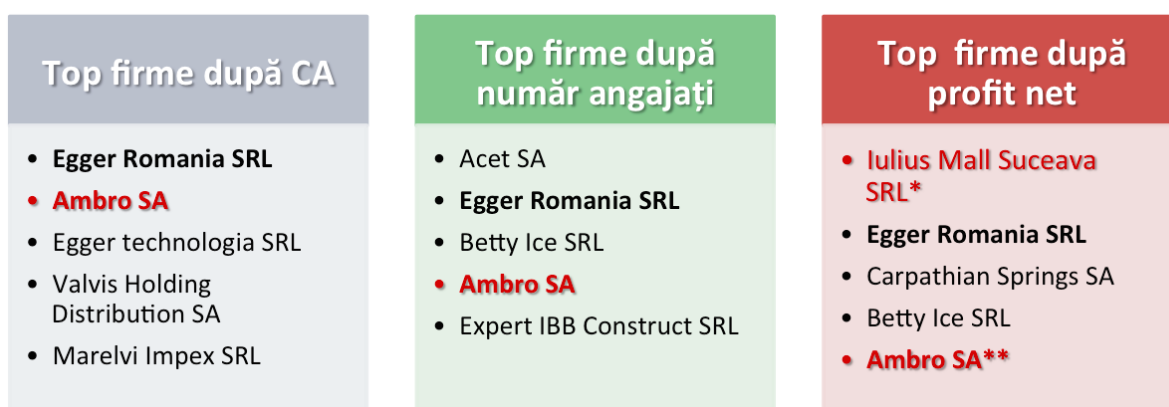 Top firme după CA
• Egger Romania SRL
• Ambro SA
• Egger technologia SRL
• Valvis Holding
Distribution SA
• Marelvi Impex SRL
Top firme după
număr angajați
• Acet SA
• Egger Romania SRL
• Betty Ice SRL
• Ambro SA
• Expert IBB Construct SRL
Top firme după
profit net
• Iulius Mall Suceava
SRL*
• Egger Romania SRL
• Carpathian Springs SA
• Betty Ice SRL
• Ambro SA**